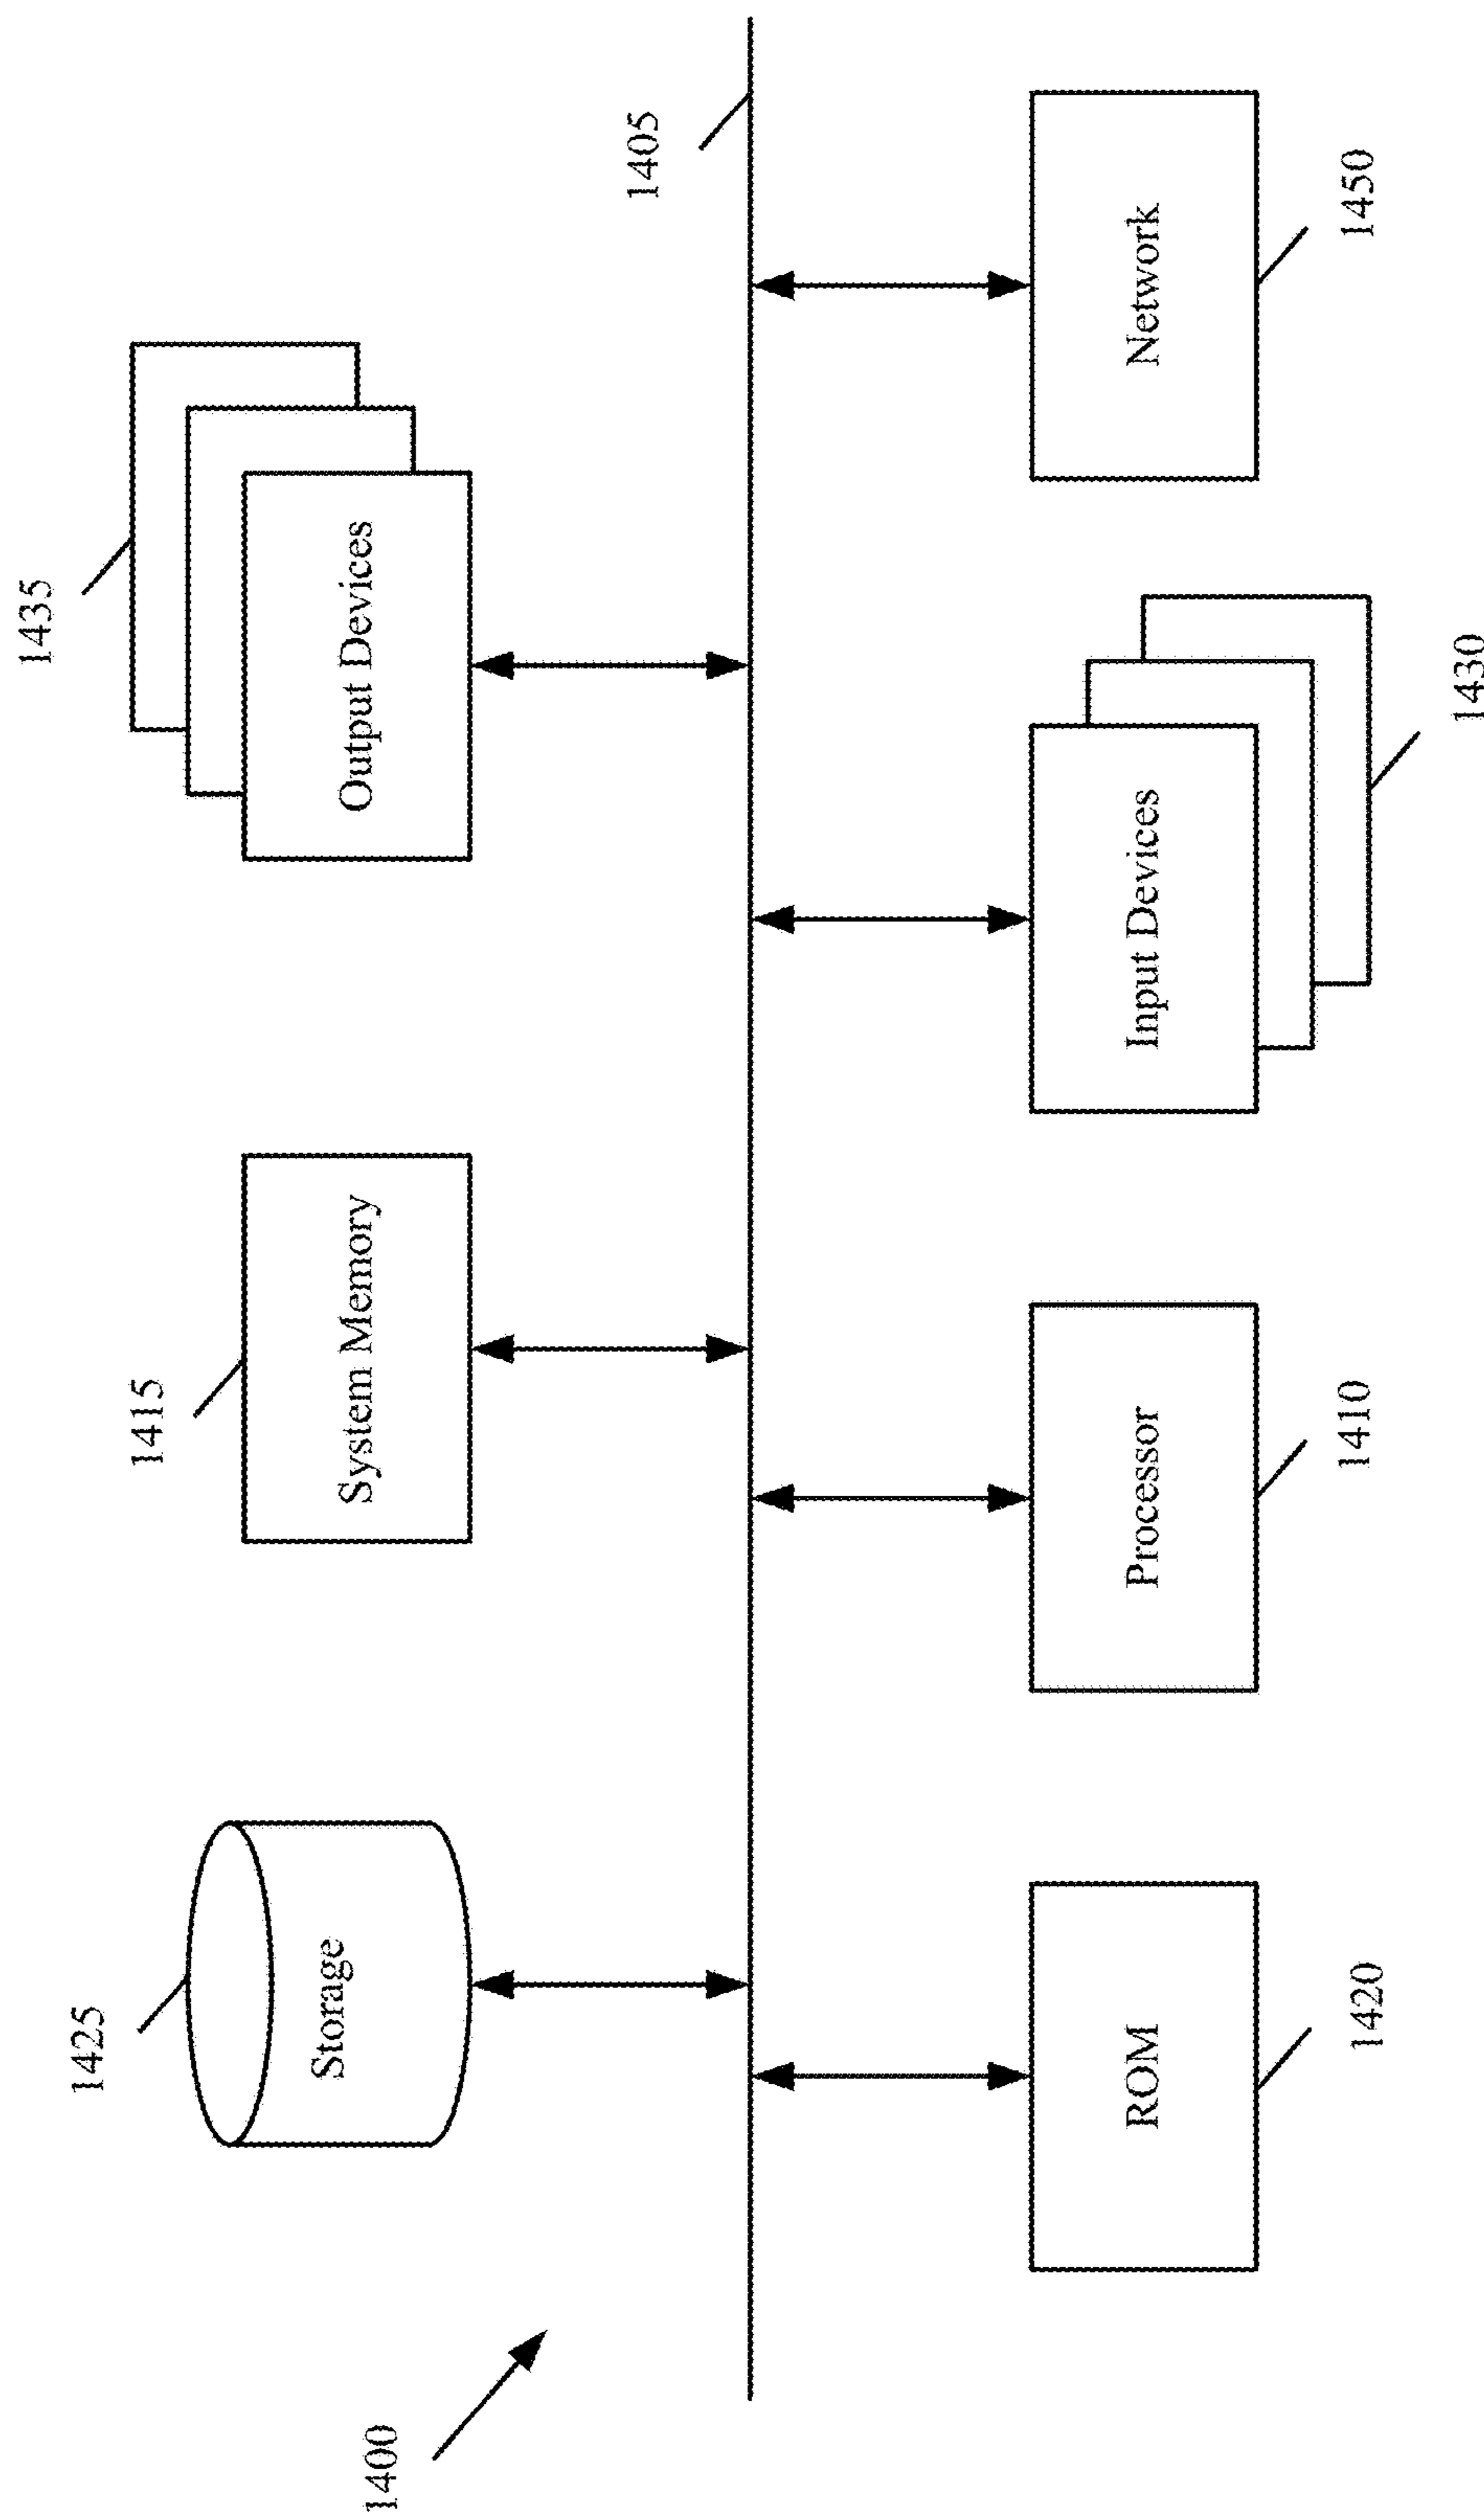 1425
1415
1435
Storage
System Memory
Output Devices
1400
1405
ROM
Processor
Input Devices
Network
1420
1410
1430
1450